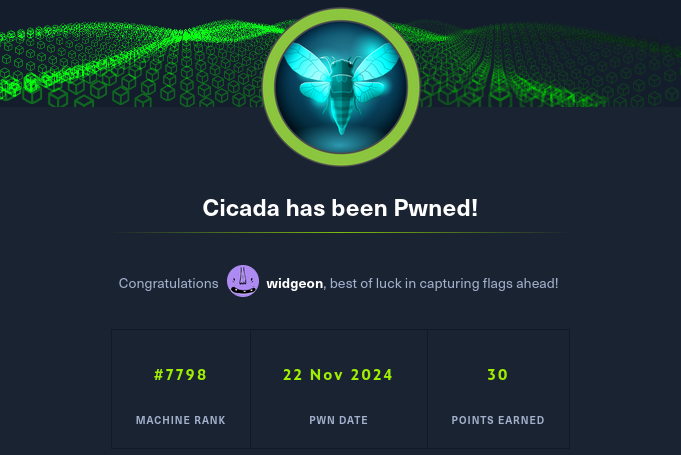 Cicada has been Pwned!
Congratulations widgeon, best of luck in capturing flags ahead!
#7798 22 Nov 2024 30
MACHINE RANK PWN DATE POINTS EARNED